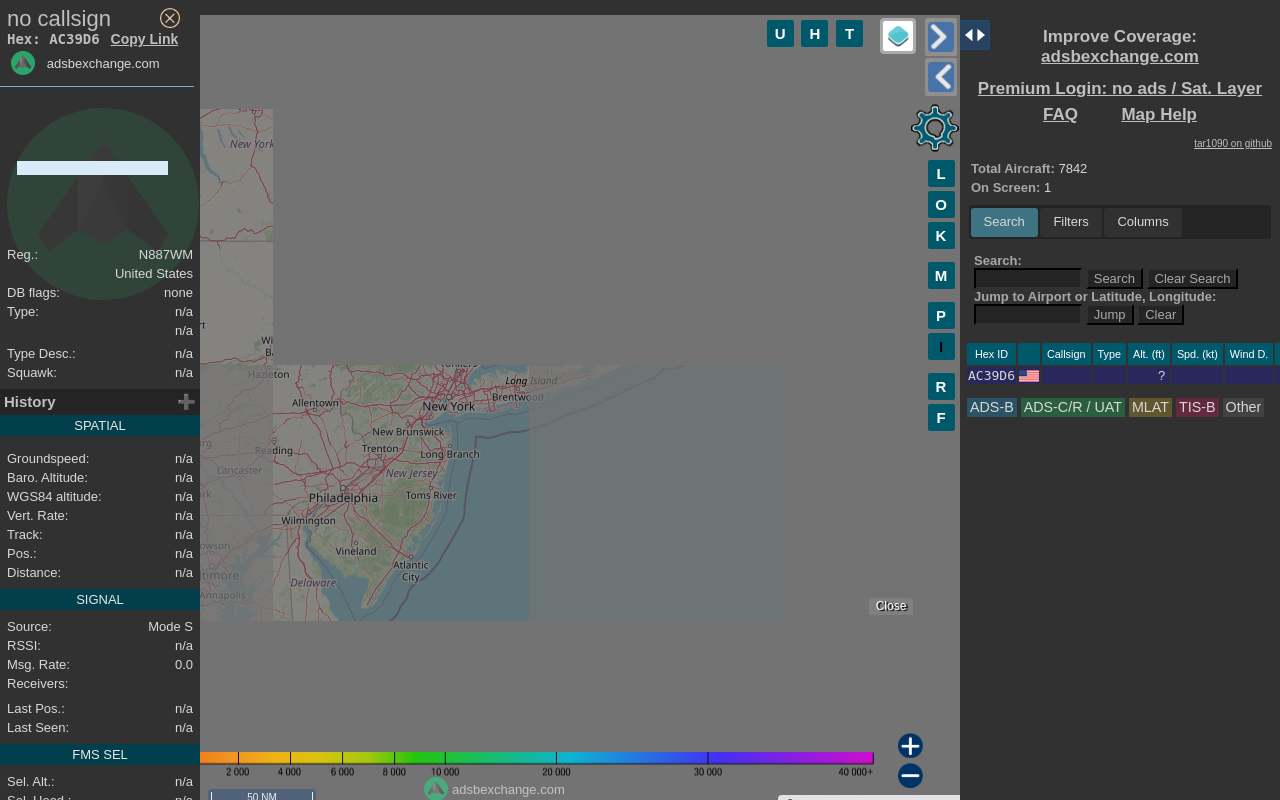 no callsign
Hex: AC39D6 Copy Link
adsbexchange.com
Reg.: N887WM
United States
DB flags: none
Type: n/a
n/a
Type Desc.: n/a
Squawk: n/a
History
SPATIAL
Groundspeed: n/a
Baro. Altitude: n/a
WGS84 altitude: n/a
Vert. Rate: n/a
Track: n/a
Pos.: n/a
Distance: n/a
SIGNAL
Source: Mode S
RSSI: n/a
Msg. Rate: 0.0
Receivers:
Last Pos.: n/a
Last Seen: n/a
FMS SEL
Sel. Alt.: n/a
Sel. Head.: n/a
U H T
L
O
K
M
P
I
R
F
New York
Hazleton
Allentown
Long Island
Brentwood
New York
New Brunswick
Reading
Trenton
Long Branch
Lancaster
New Jersey
Philadelphia
Toms River
Wilmington
Vineland
Atlantic
City
Delaware
Annapolis
Close
2 000 4 000 6 000 8 000 10 000 20 000 30 000 40 000+
adsbexchange.com
50 NM
Improve Coverage:
adsbexchange.com
Premium Login: no ads / Sat. Layer
FAQ Map Help
tar1090 on github
Total Aircraft: 7842
On Screen: 1
Search Filters Columns
Search:
Search Clear Search
Jump to Airport or Latitude, Longitude:
Jump Clear
Hex ID Callsign Type Alt. (ft) Spd. (kt) Wind D.
AC39D6 ?
ADS-B ADS-C/R / UAT MLAT TIS-B Other